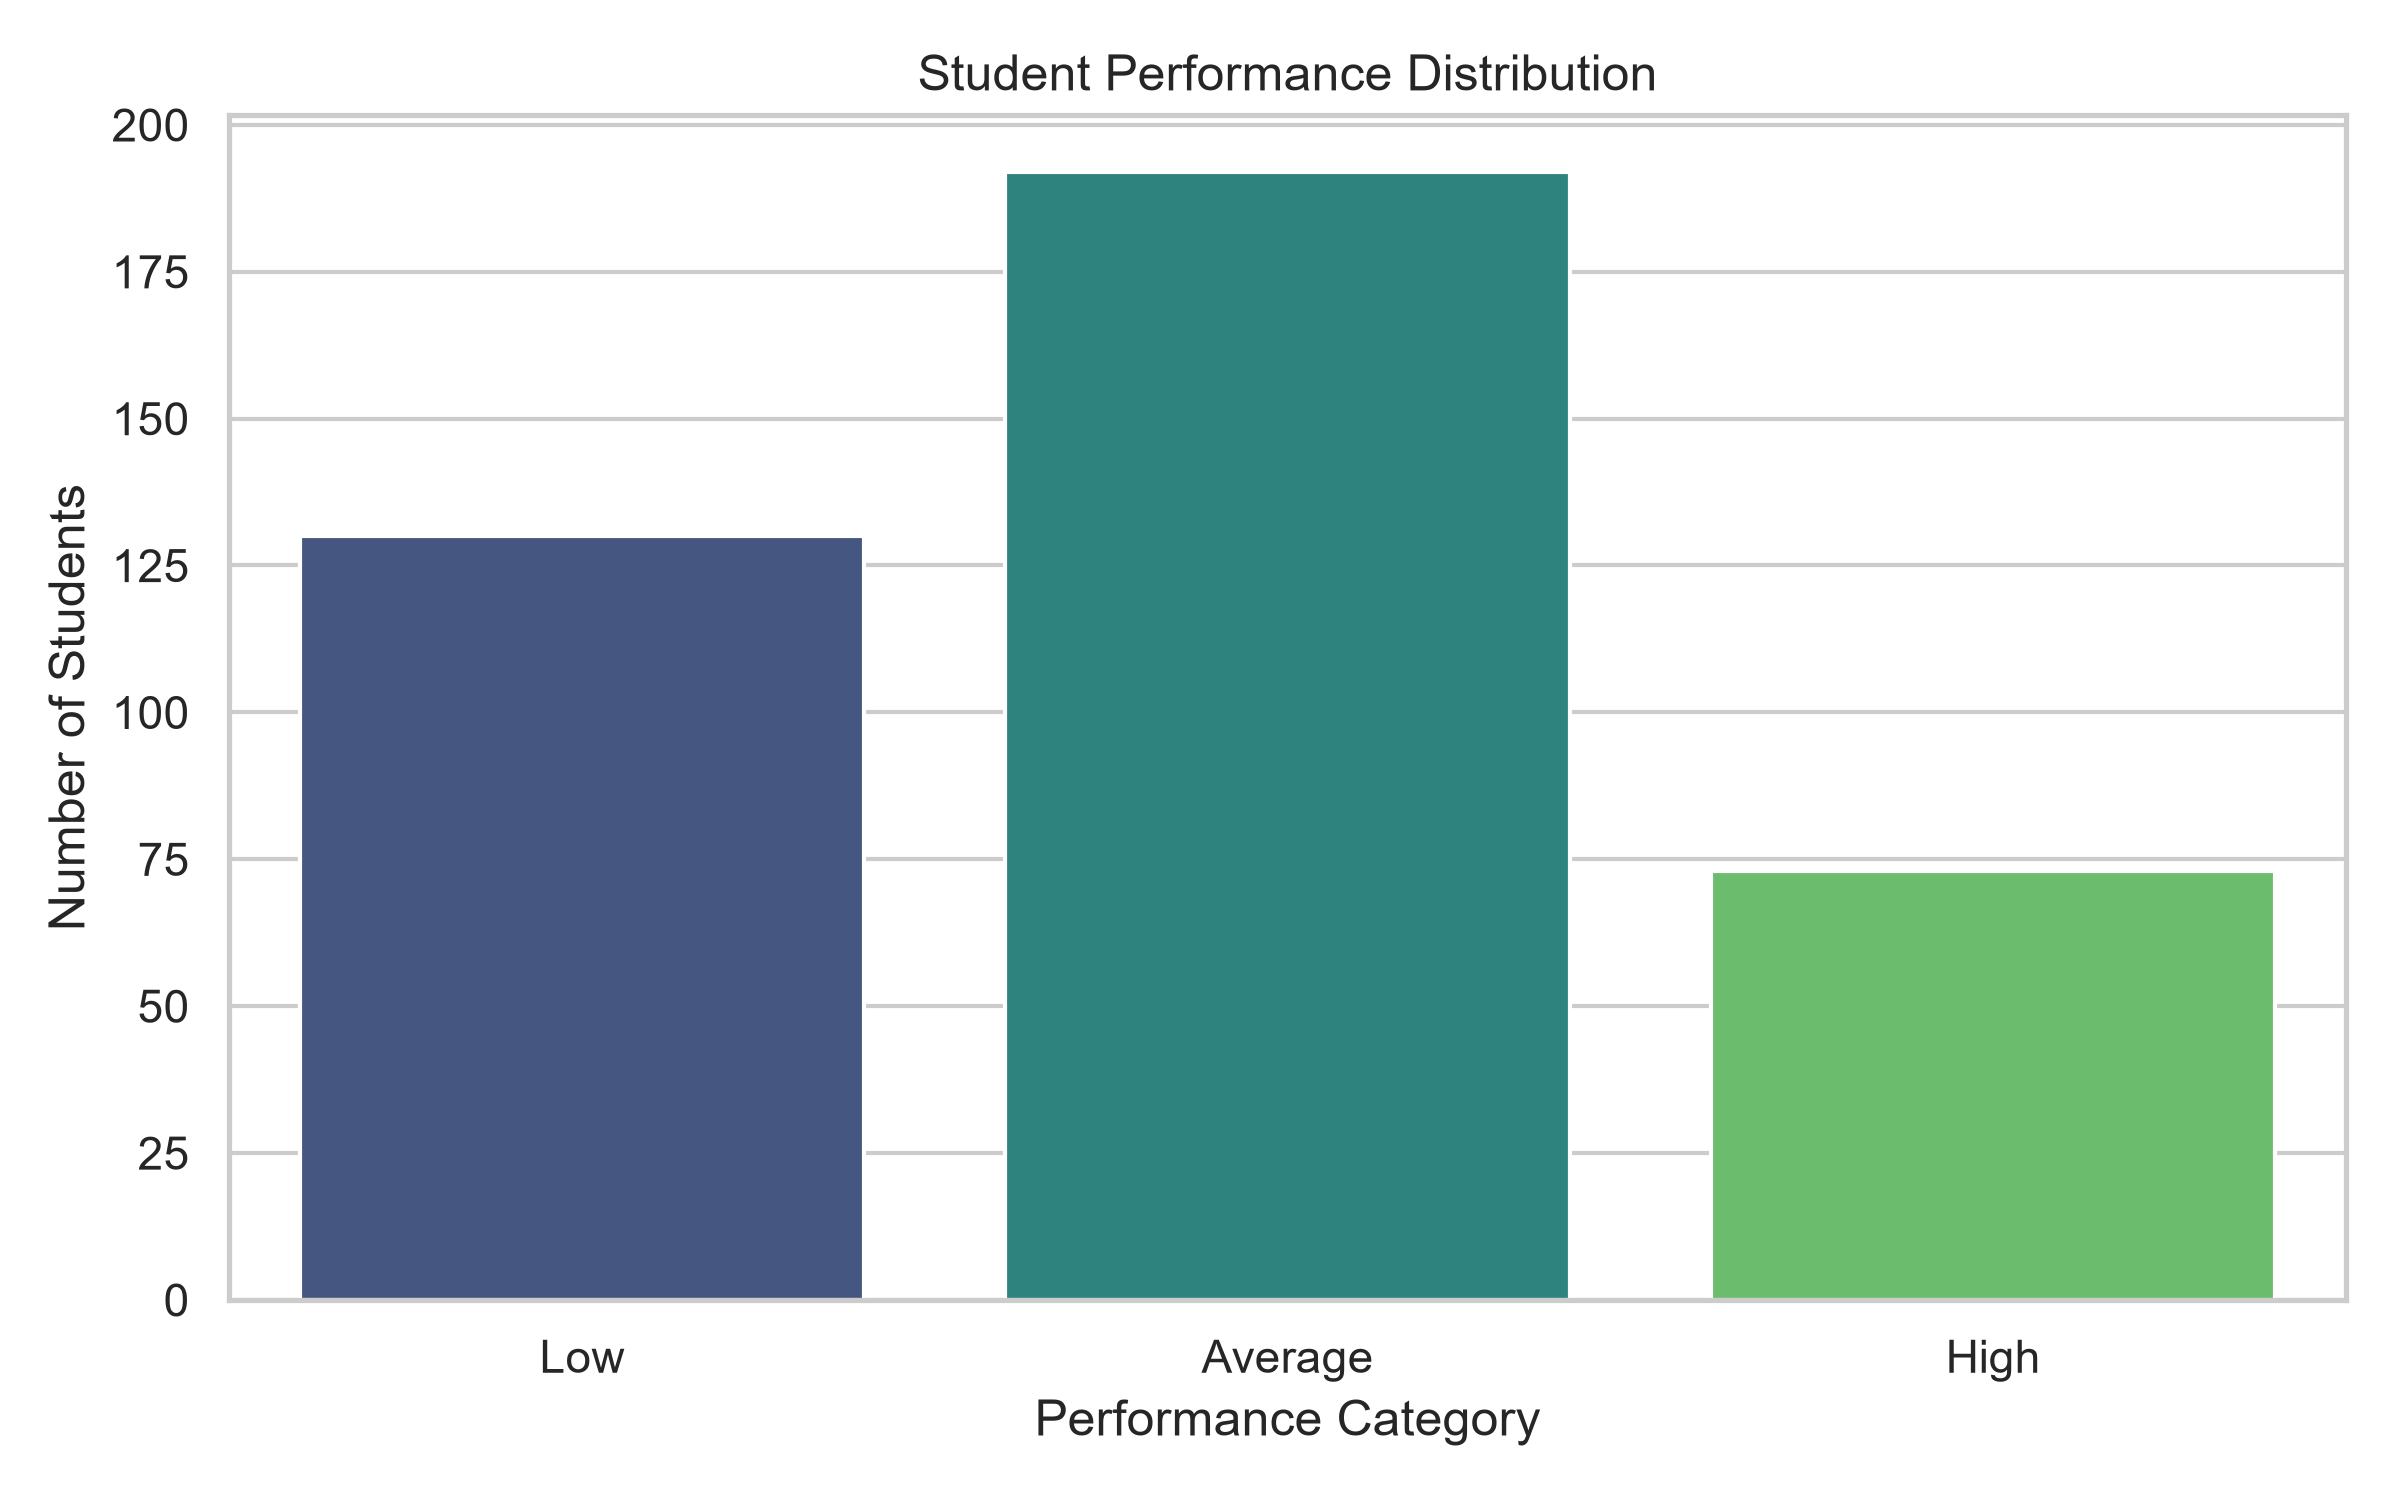 Student Performance Distribution
200
175
150
125
100
75
50
25
0
Number of Students
Low
Average
High
Performance Category